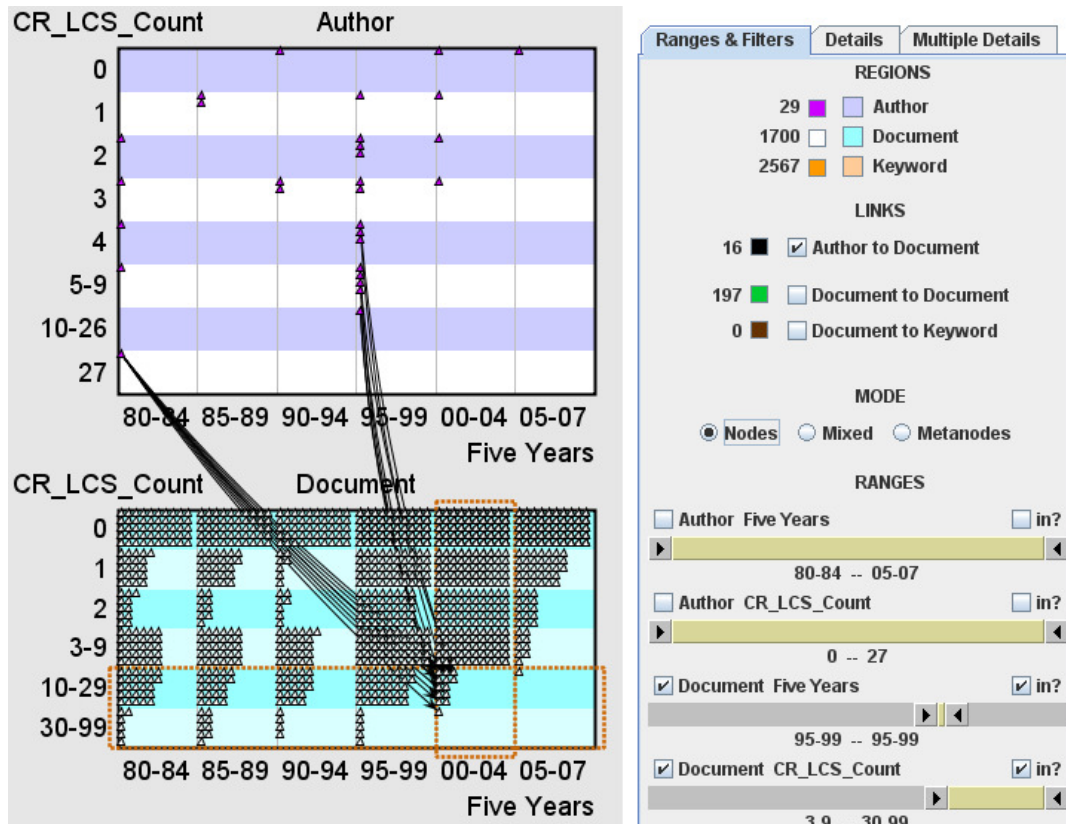 CR_LCS_Count Author
0
1
2
3
4
5-9
10-26
27
80-84 85-89 90-94 95-99 00-04 05-07
Five Years
CR_LCS_Count Document
0
1
2
3-9
10-29
30-99
80-84 85-89 90-94 95-99 00-04 05-07
Five Years
Ranges & Filters Details Multiple Details
REGIONS
29 Author
1700 Document
2567 Keyword
LINKS
16 Author to Document
197 Document to Document
0 Document to Keyword
MODE
Nodes Mixed Metanodes
RANGES
Author Five Years in?
80-84 -- 05-07
Author CR_LCS_Count in?
0 -- 27
Document Five Years in?
95-99 -- 95-99
Document CR_LCS_Count in?
3-9 -- 30-99